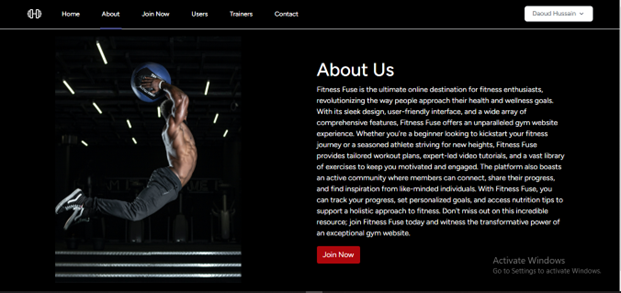 Home About Join Now Users Trainers Contact Daoud Hussain
About Us
Fitness Fuse is the ultimate online destination for fitness enthusiasts,
revolutionizing the way people approach their health and wellness goals.
With its sleek design, user-friendly interface, and a wide array of
comprehensive features, Fitness Fuse offers an unparalleled gym website
experience. Whether you're a beginner looking to kickstart your fitness
journey or a seasoned athlete striving for new heights, Fitness Fuse
provides tailored workout plans, expert-led video tutorials, and a vast library
of exercises to keep you motivated and engaged. The platform also boasts
an active community where members can connect, share their progress,
and find inspiration from like-minded individuals. With Fitness Fuse, you
can track your progress, set personalized goals, and access nutrition tips to
support a holistic approach to fitness. Don't miss out on this incredible
resource; join Fitness Fuse today and witness the transformative power of
an exceptional gym website.
Join Now
Activate Windows
Go to Settings to activate Windows.